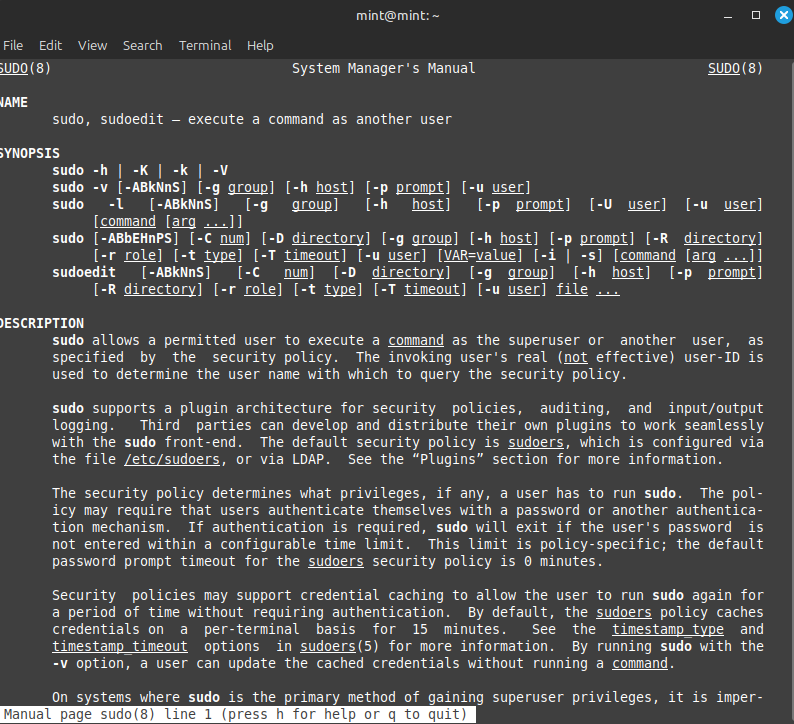 mint@mint: ~
File Edit View Search Terminal Help
SUDO(8) System Manager's Manual SUDO(8)
NAME
sudo, sudoedit — execute a command as another user
SYNOPSIS
sudo -h | -K | -k | -V
sudo -v [-ABkNnS] [-g group] [-h host] [-p prompt] [-u user]
sudo -l [-ABkNnS] [-g group] [-h host] [-p prompt] [-U user] [-u user]
[command [arg ...]]
sudo [-ABbEHnPS] [-C num] [-D directory] [-g group] [-h host] [-p prompt] [-R directory]
[-r role] [-t type] [-T timeout] [-u user] [VAR=value] [-i | -s] [command [arg ...]]
sudoedit [-ABkNnS] [-C num] [-D directory] [-g group] [-h host] [-p prompt]
[-R directory] [-r role] [-t type] [-T timeout] [-u user] file ...
DESCRIPTION
sudo allows a permitted user to execute a command as the superuser or another user, as
specified by the security policy. The invoking user's real (not effective) user-ID is
used to determine the user name with which to query the security policy.
sudo supports a plugin architecture for security policies, auditing, and input/output
logging. Third parties can develop and distribute their own plugins to work seamlessly
with the sudo front-end. The default security policy is sudoers, which is configured via
the file /etc/sudoers, or via LDAP. See the “Plugins” section for more information.
The security policy determines what privileges, if any, a user has to run sudo. The pol-
icy may require that users authenticate themselves with a password or another authentica-
tion mechanism. If authentication is required, sudo will exit if the user's password is
not entered within a configurable time limit. This limit is policy-specific; the default
password prompt timeout for the sudoers security policy is 0 minutes.
Security policies may support credential caching to allow the user to run sudo again for
a period of time without requiring authentication. By default, the sudoers policy caches
credentials on a per-terminal basis for 15 minutes. See the timestamp_type and
timestamp_timeout options in sudoers(5) for more information. By running sudo with the
-v option, a user can update the cached credentials without running a command.
On systems where sudo is the primary method of gaining superuser privileges, it is imper-
Manual page sudo(8) line 1 (press h for help or q to quit)